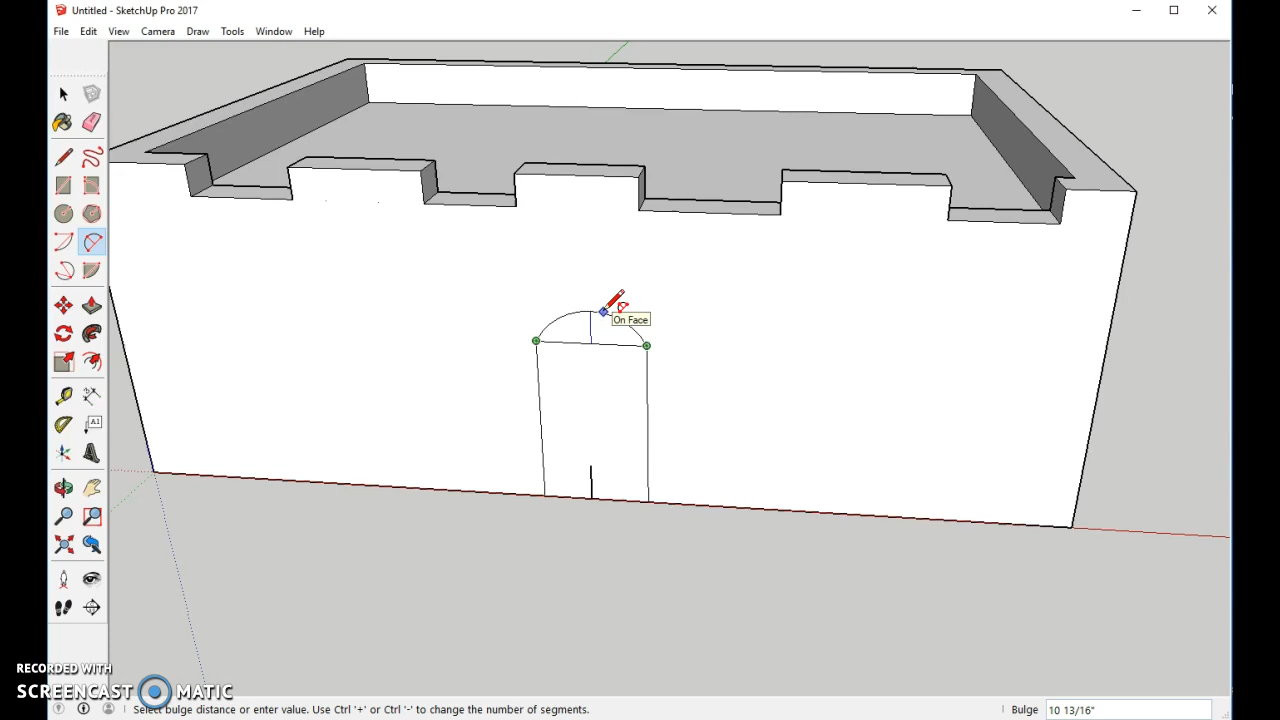 Untitled - SketchUp Pro 2017
File Edit View Camera Draw Tools Window Help
On Face
A1
RECORDED WITH
SCREENCAST MATIC
Select bulge distance or enter value. Use Ctrl '+' or Ctrl '-' to change the number of segments.
Bulge 10 13/16"